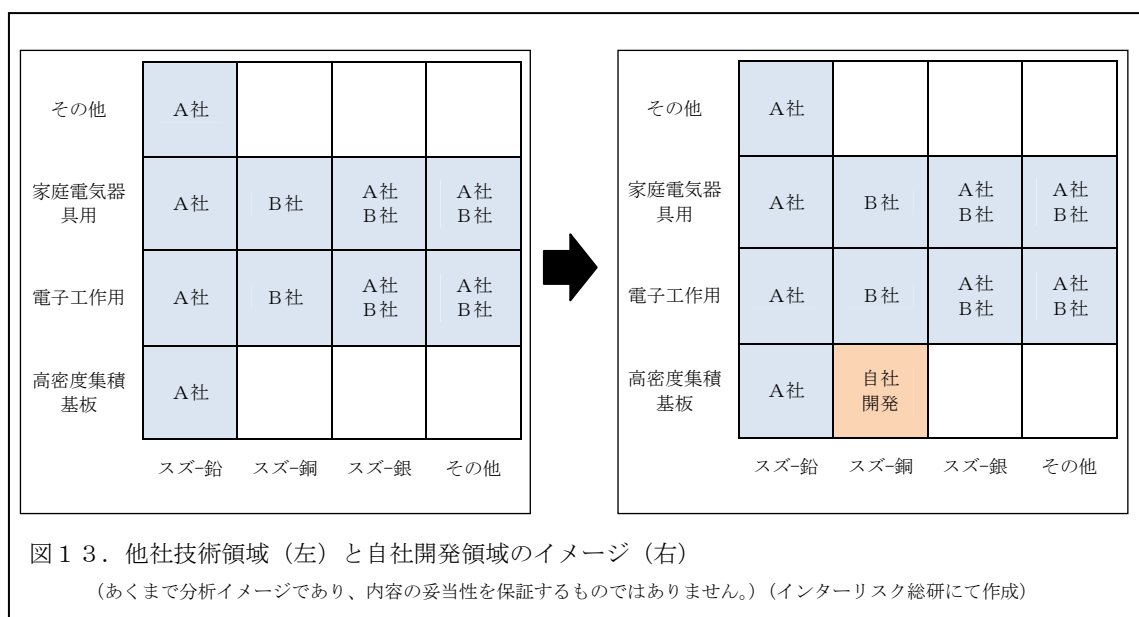 その他
A社
家庭電気器
具用
A社
B社
A社
B社
A社
B社
電子工作用
A社
B社
A社
B社
A社
B社
高密度集積
基板
A社
スズ-鉛
スズ-銅
スズ-銀
その他
その他
A社
家庭電気器
具用
A社
B社
A社
B社
A社
B社
電子工作用
A社
B社
A社
B社
A社
B社
高密度集積
基板
A社
自社
開発
スズ-鉛
スズ-銅
スズ-銀
その他
図13.他社技術領域(左)と自社開発領域のイメージ(右)
(あくまで分析イメージであり、内容の妥当性を保証するものではありません。)(インターリスク総研にて作成)